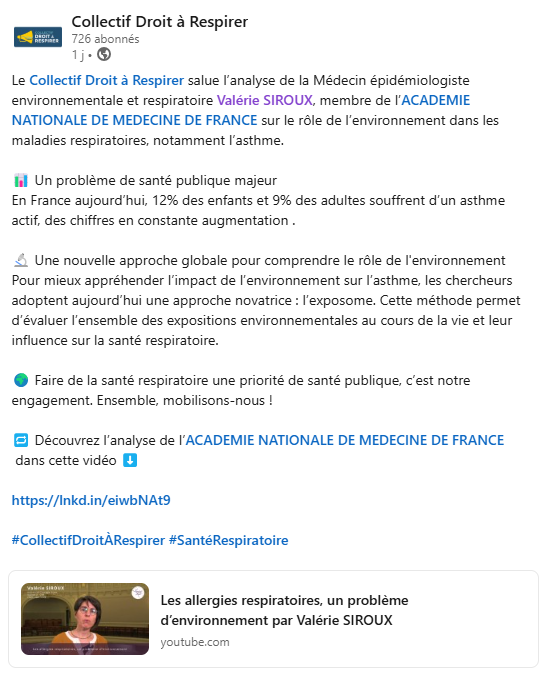 COLLECTIF
DROIT À
RESPIRER
Collectif Droit à Respirer
726 abonnés
1 j •
Le Collectif Droit à Respirer salue l’analyse de la Médecin épidémiologiste
environnementale et respiratoire Valérie SIROUX, membre de l’ACADEMIE
NATIONALE DE MEDECINE DE FRANCE sur le rôle de l’environnement dans les
maladies respiratoires, notamment l’asthme.
📊 Un problème de santé publique majeur
En France aujourd’hui, 12% des enfants et 9% des adultes souffrent d’un asthme
actif, des chiffres en constante augmentation .
🔬 Une nouvelle approche globale pour comprendre le rôle de l'environnement
Pour mieux appréhender l’impact de l’environnement sur l’asthme, les chercheurs
adoptent aujourd’hui une approche novatrice : l’exposome. Cette méthode permet
d’évaluer l’ensemble des expositions environnementales au cours de la vie et leur
influence sur la santé respiratoire.
🌍 Faire de la santé respiratoire une priorité de santé publique, c’est notre
engagement. Ensemble, mobilisons-nous !
🔁 Découvrez l’analyse de l’ACADEMIE NATIONALE DE MEDECINE DE FRANCE
dans cette vidéo ⬇️
https://lnkd.in/eiwbNAt9
#CollectifDroitÀRespirer #SantéRespiratoire
Valérie SIROUX
Les allergies respiratoires, un problème
d’environnement par Valérie SIROUX
youtube.com